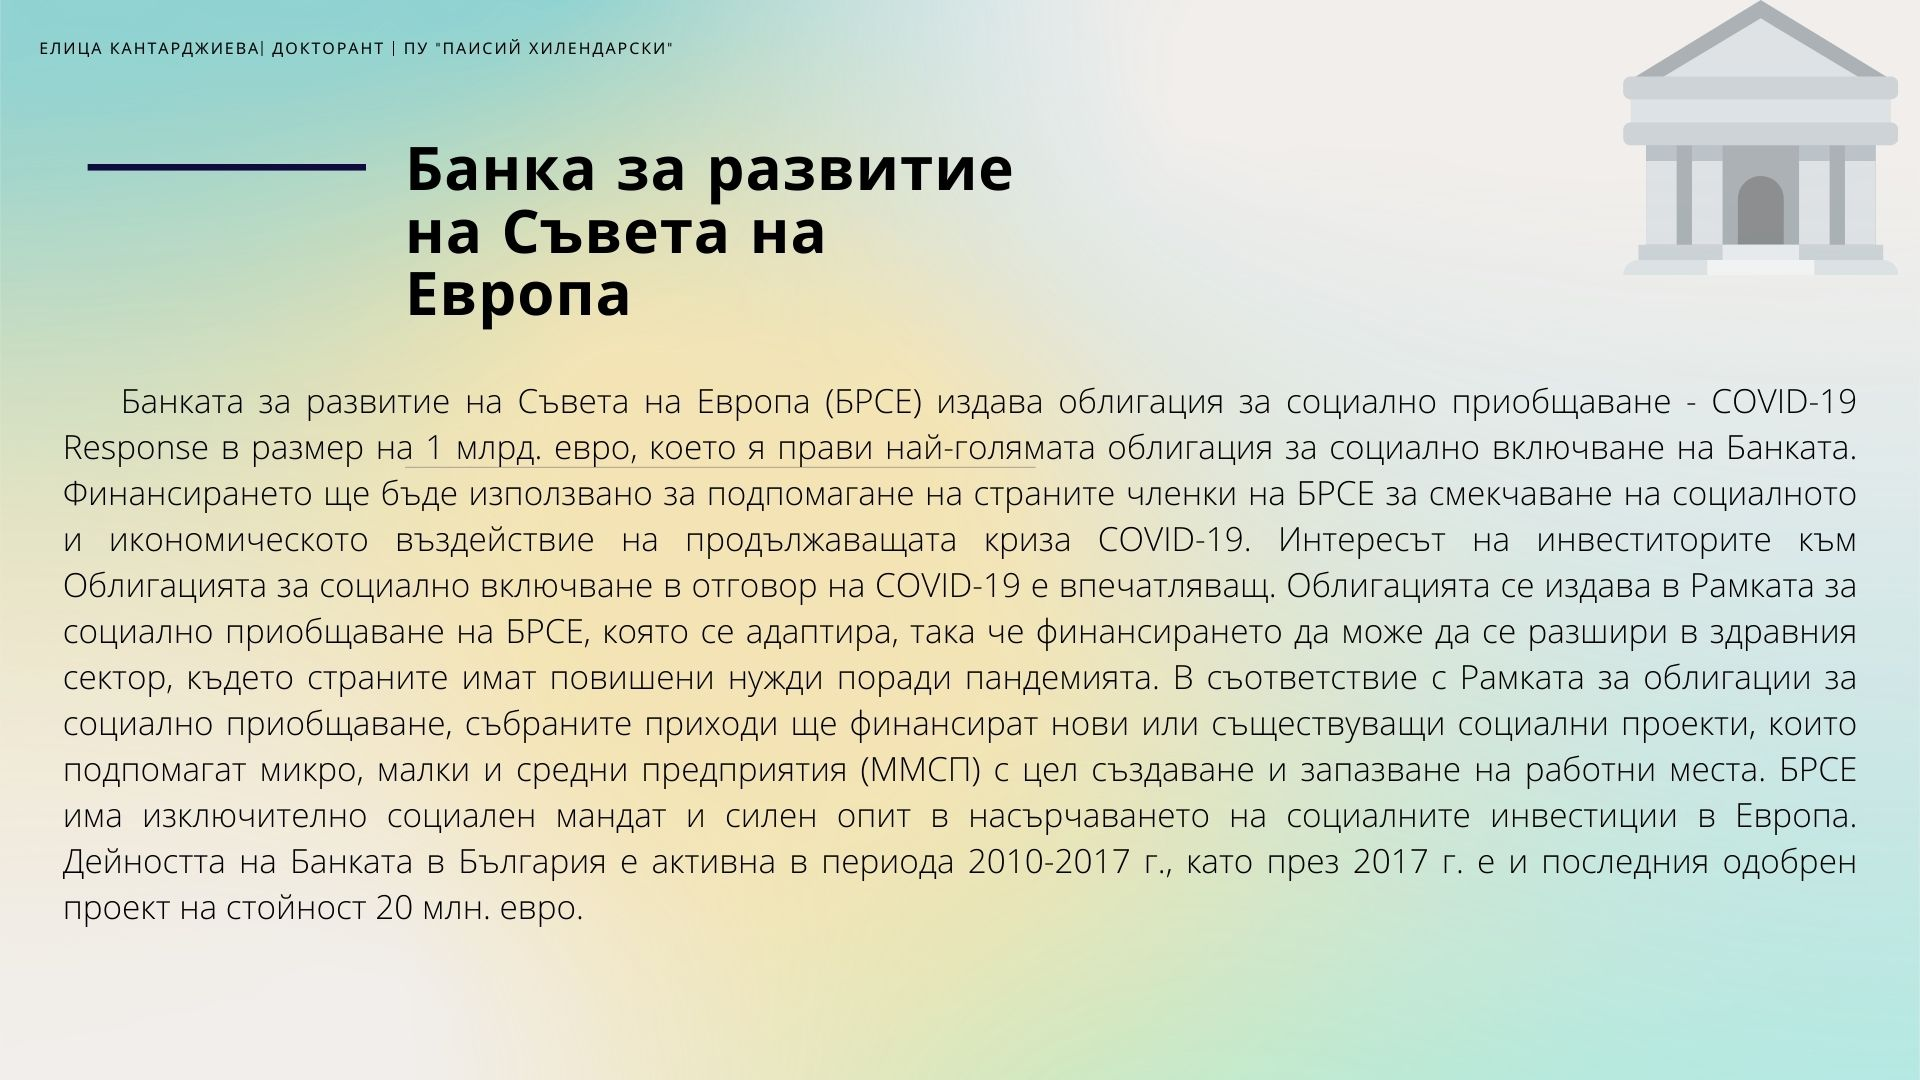 ЕЛИЦА КАНТАРДЖИЕВА| ДОКТОРАНТ | ПУ "ПАИСИЙ ХИЛЕНДАРСКИ"
Банка за развитие
на Съвета на
Европа
Банката за развитие на Съвета на Европа (БРСЕ) издава облигация за социално приобщаване - COVID-19
Response в размер на 1 млрд. евро, което я прави най-голямата облигация за социално включване на Банката.
Финансирането ще бъде използвано за подпомагане на страните членки на БРСЕ за смекчаване на социалното
и икономическото въздействие на продължаващата криза COVID-19. Интересът на инвеститорите към
Облигацията за социално включване в отговор на COVID-19 е впечатляващ. Облигацията се издава в Рамката за
социално приобщаване на БРСЕ, която се адаптира, така че финансирането да може да се разшири в здравния
сектор, където страните имат повишени нужди поради пандемията. В съответствие с Рамката за облигации за
социално приобщаване, събраните приходи ще финансират нови или съществуващи социални проекти, които
подпомагат микро, малки и средни предприятия (ММСП) с цел създаване и запазване на работни места. БРСЕ
има изключително социален мандат и силен опит в насърчаването на социалните инвестиции в Европа.
Дейността на Банката в България е активна в периода 2010-2017 г., като през 2017 г. е и последния одобрен
проект на стойност 20 млн. евро.